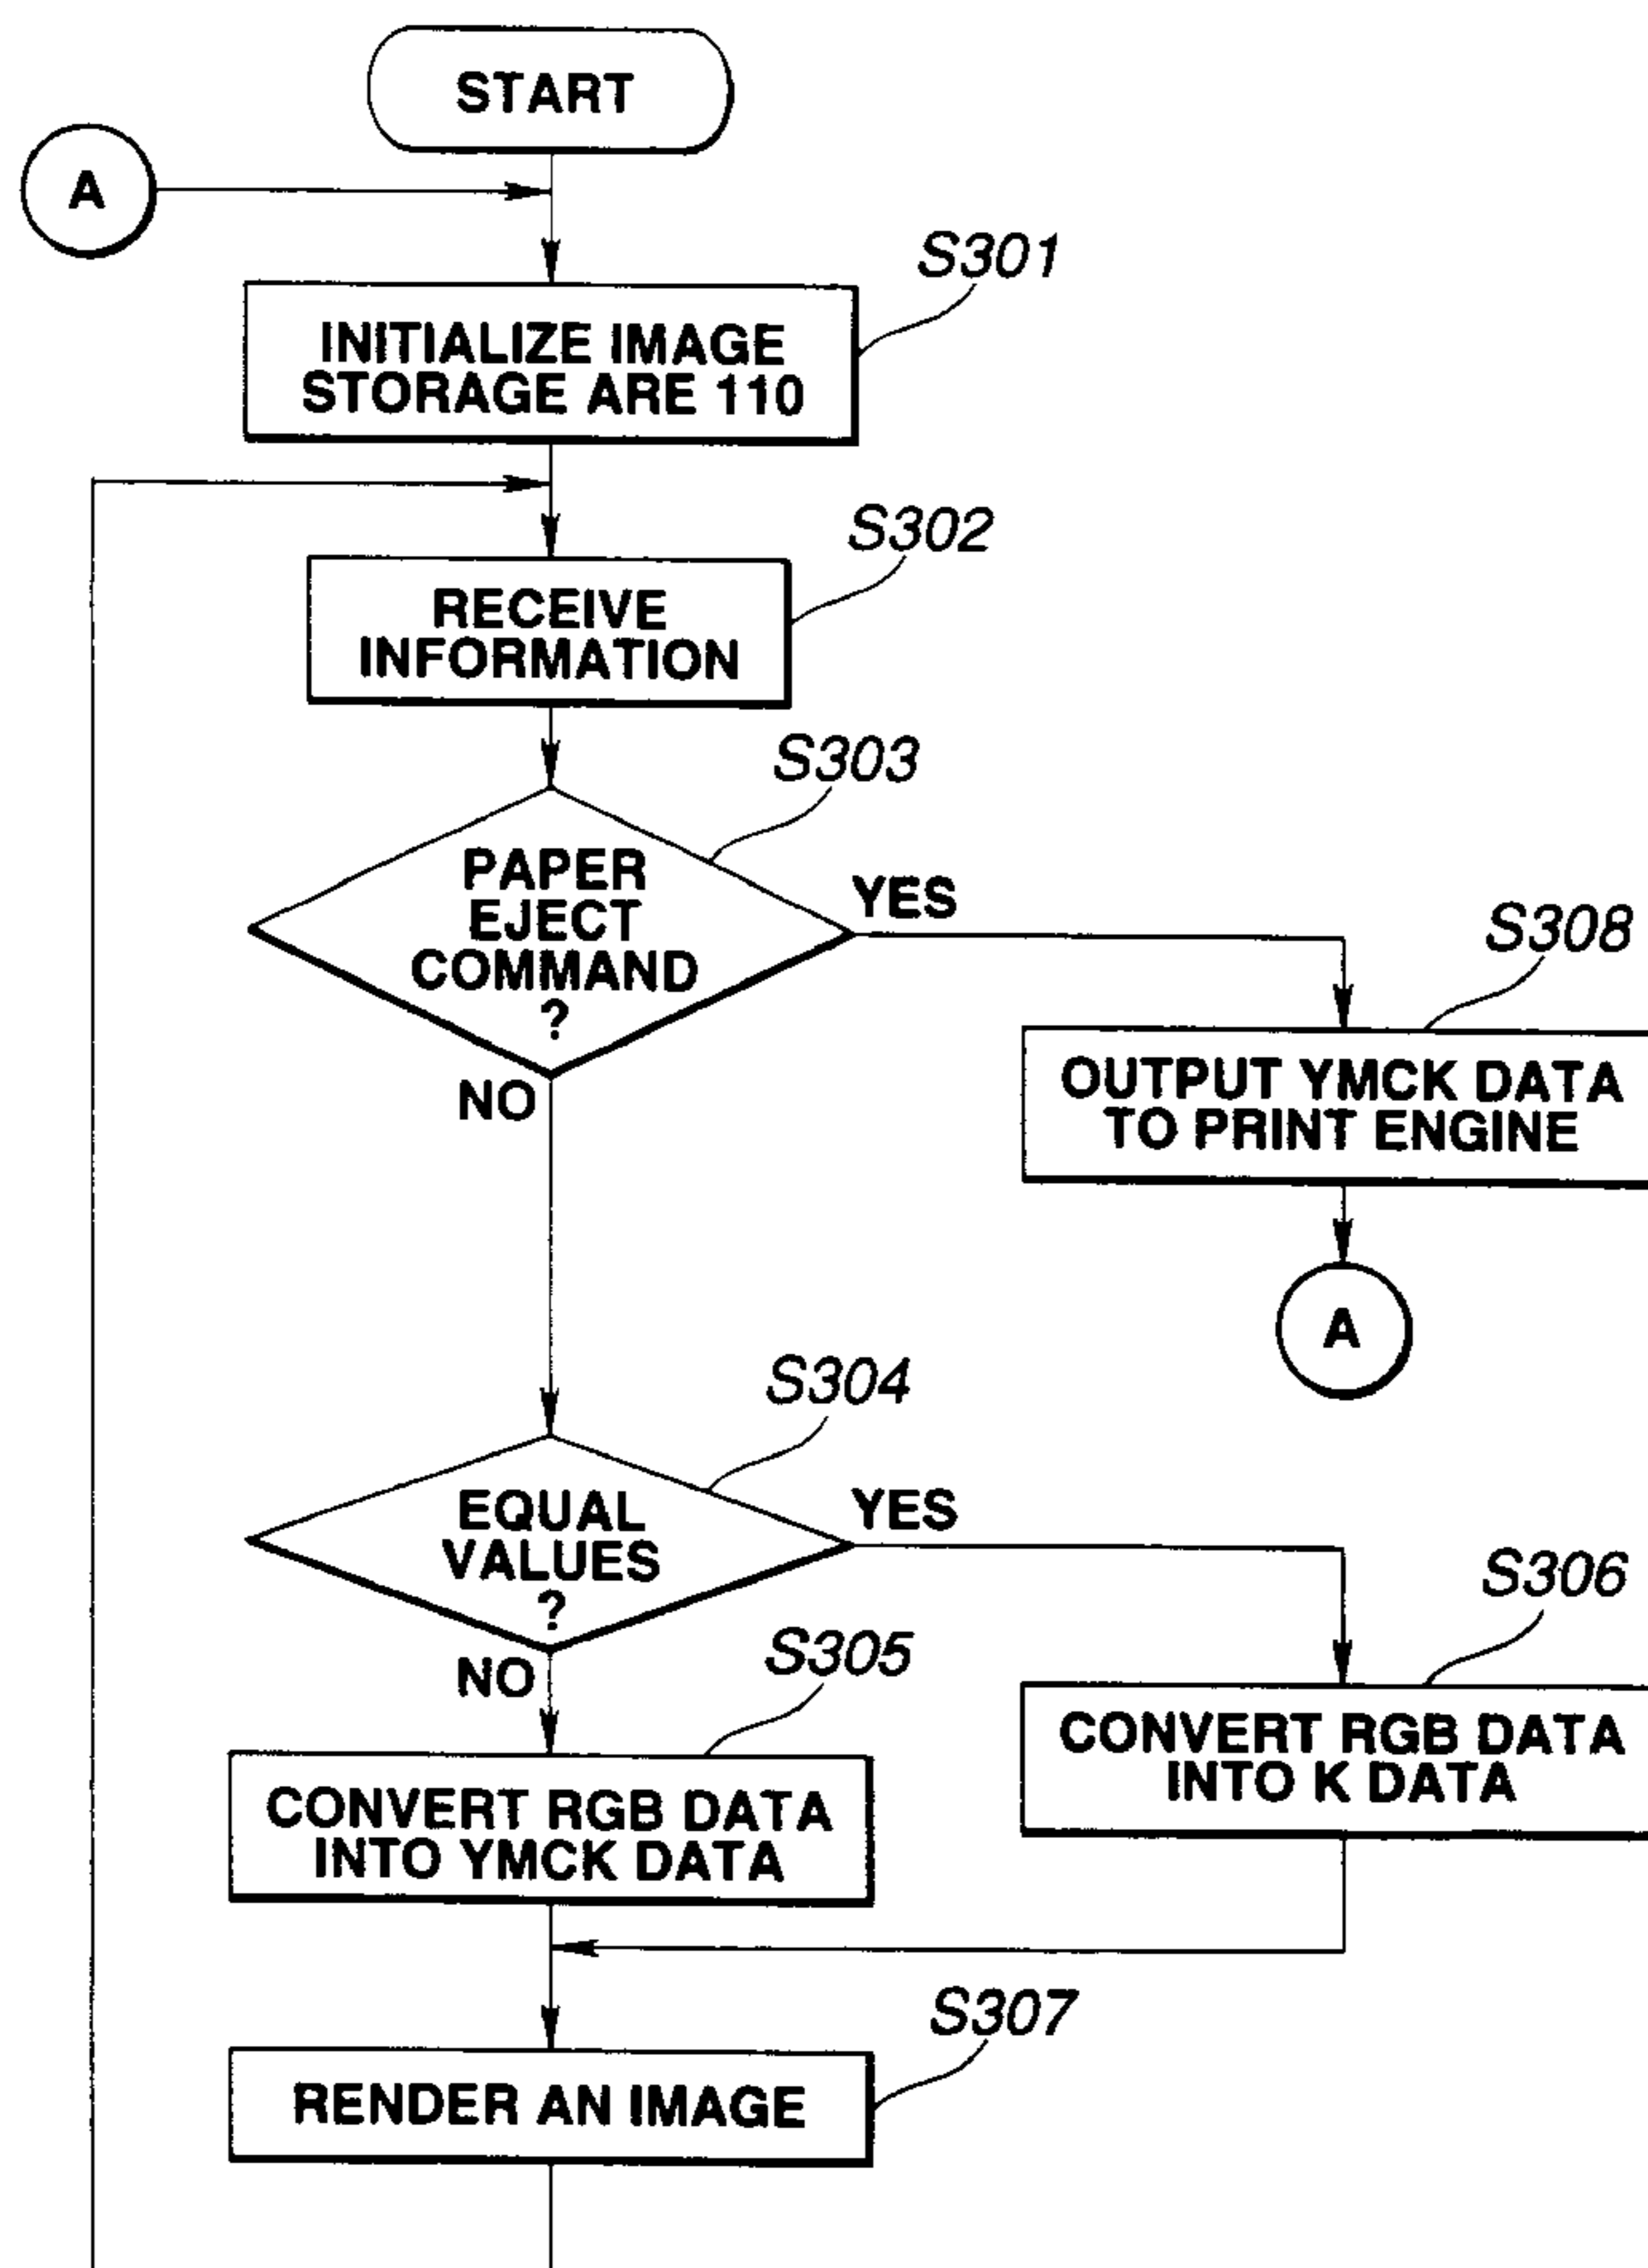 START
A
S301
INITIALIZE IMAGE
STORAGE ARE 110
S302
RECEIVE
INFORMATION
S303
PAPER
EJECT
COMMAND
?
YES
NO
S308
OUTPUT YMCK DATA
TO PRINT ENGINE
A
S304
EQUAL
VALUES
?
YES
NO
S306
CONVERT RGB DATA
INTO K DATA
S305
CONVERT RGB DATA
INTO YMCK DATA
S307
RENDER AN IMAGE